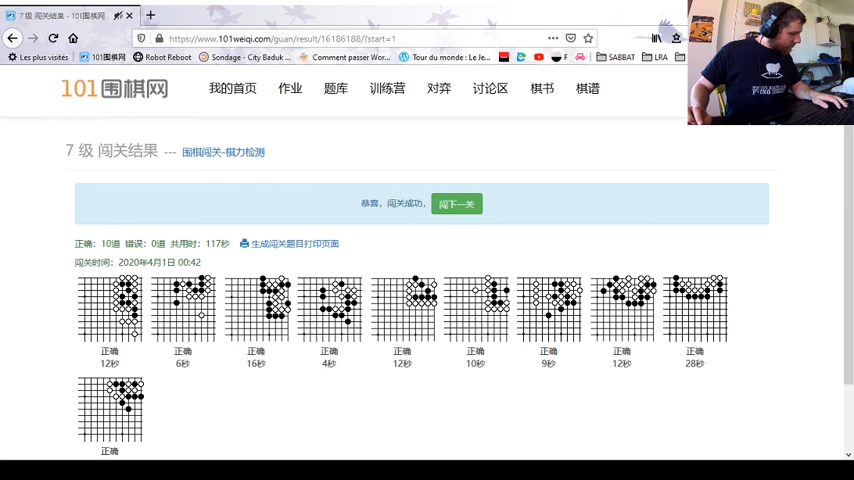 7 级 闯关结果 - 101围棋网
https://www.101weiqi.com/guan/result/16186188/?start=1
Les plus visités 101围棋网 Robot Reboot Sondage - City Baduk ... Comment passer Wor... Tour du monde : Le Je... F SABBAT LRA
101围棋网 我的首页 作业 题库 训练营 对弈 讨论区 棋书 棋谱
7 级 闯关结果 --- 围棋闯关-棋力检测
恭喜，闯关成功， 闯下一关
正确：10道 错误：0道 共用时：117秒 生成闯关题目打印页面
闯关时间：2020年4月1日 00:42
正确 正确 正确 正确 正确 正确 正确 正确 正确
12秒 6秒 16秒 4秒 12秒 10秒 9秒 12秒 28秒
正确